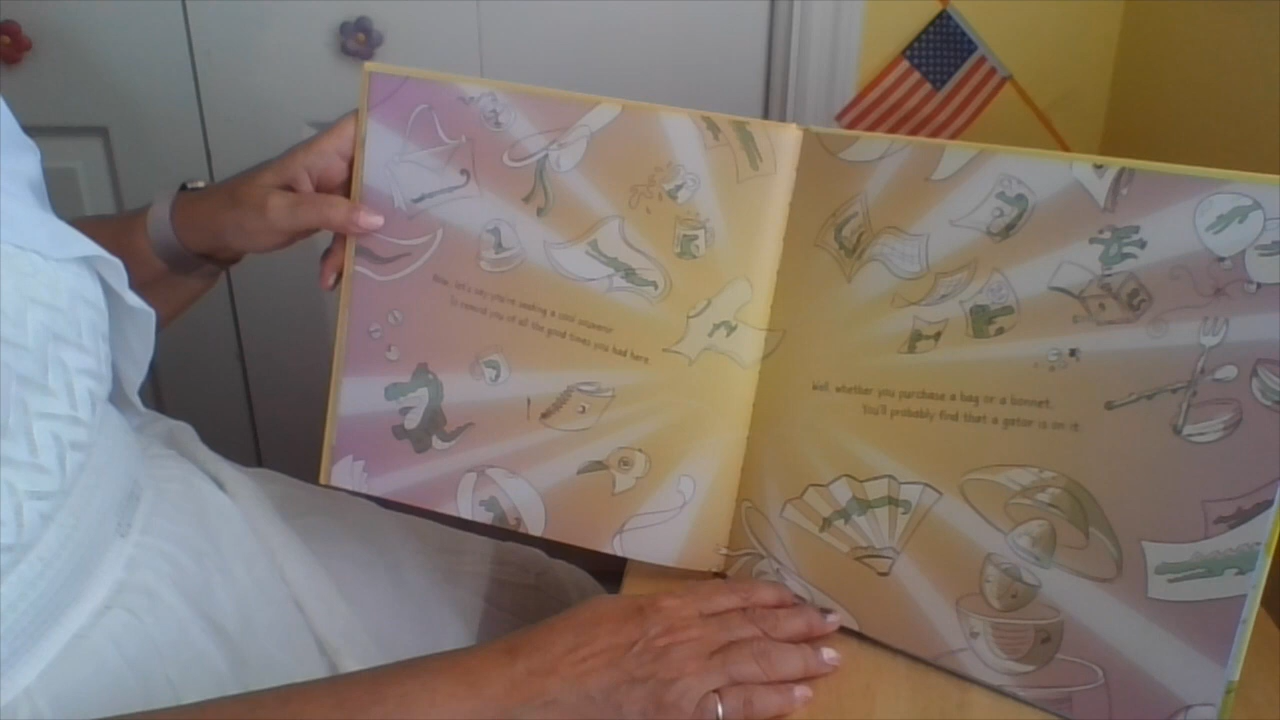 Now, let's say you're seeking a cool souvenir
To remind you of all the good times you had here.
Well, whether you purchase a bag or a bonnet,
You'll probably find that a gator is on it.